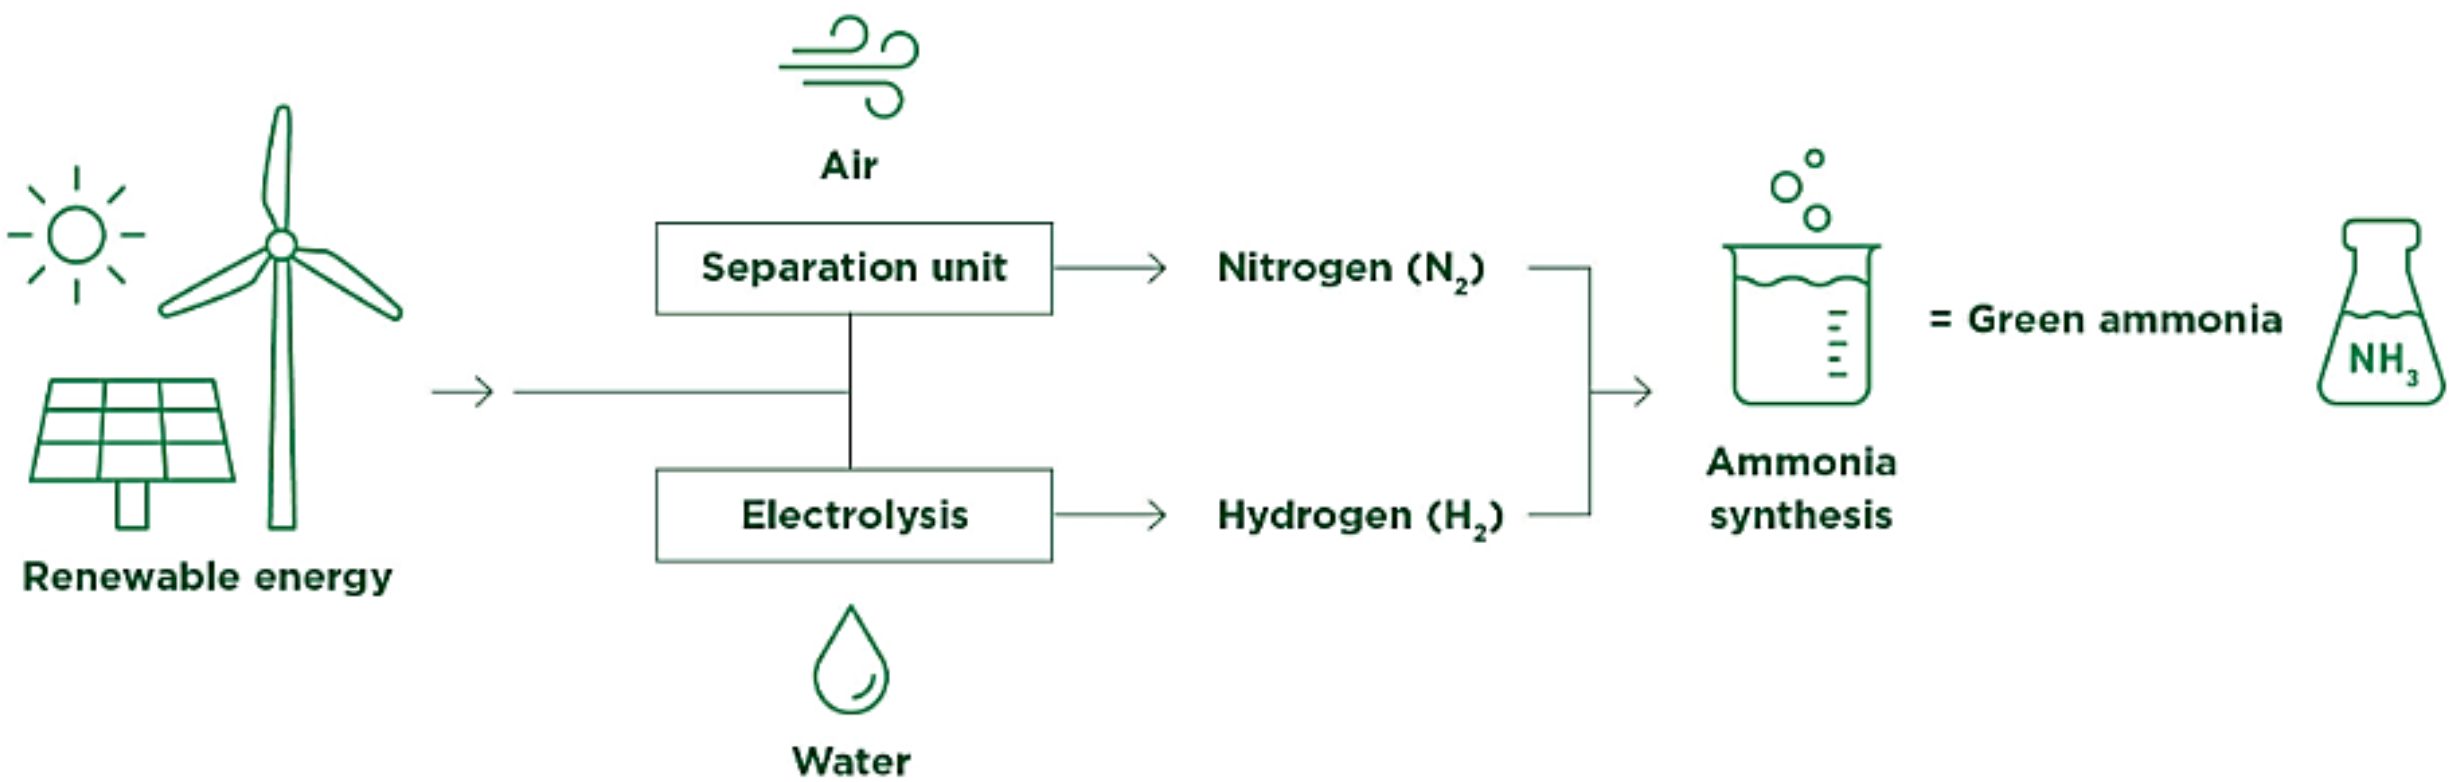 Air
Separation unit
Nitrogen (N₂)
= Green ammonia
NH₃
Electrolysis
Hydrogen (H₂)
Ammonia
synthesis
Renewable energy
Water